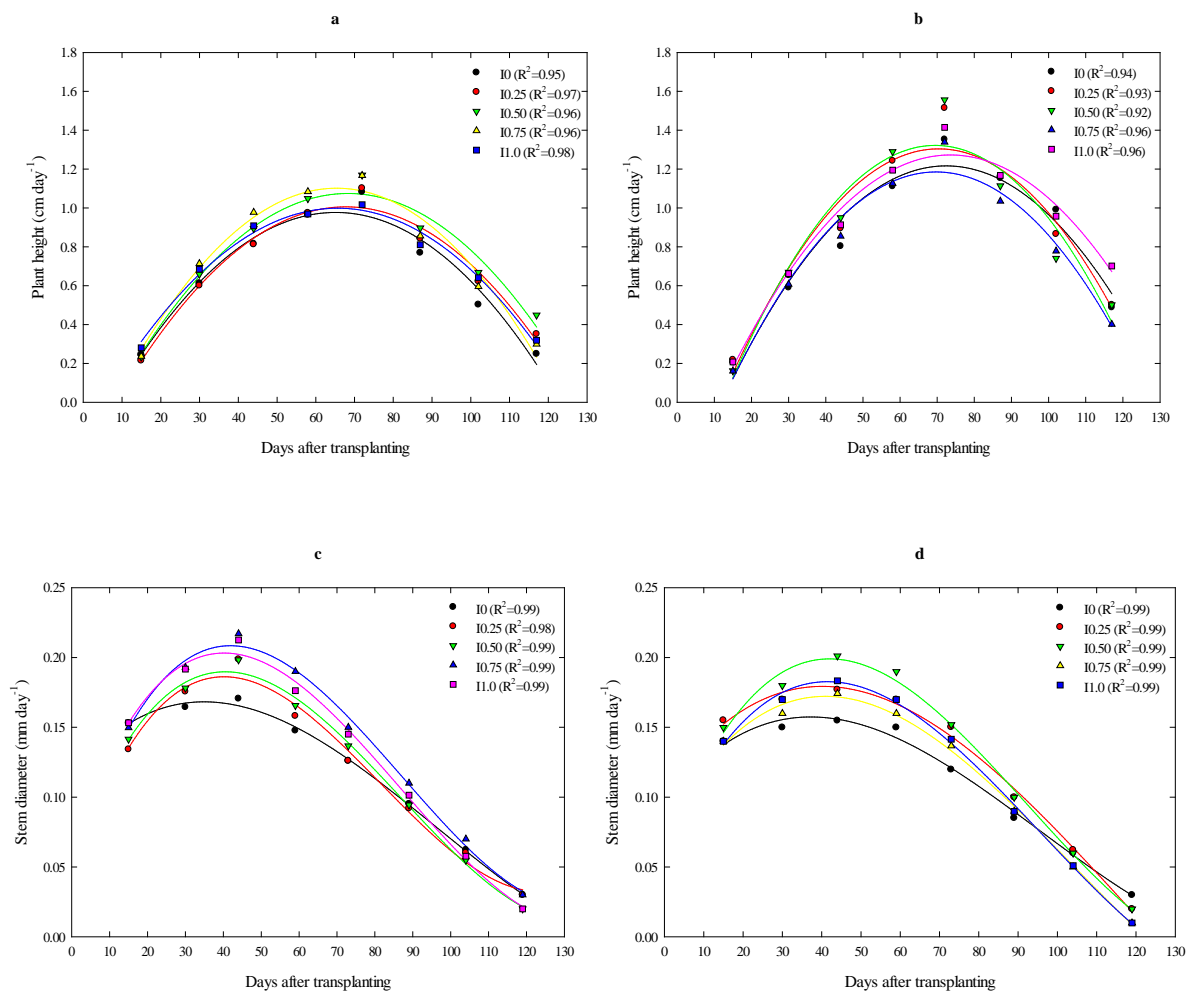 a
1.8
1.6
1.4
1.2
1.0
0.8
0.6
0.4
0.2
0.0
0 10 20 30 40 50 60 70 80 90 100 110 120 130
Plant height (cm day⁻¹)
Days after transplanting
I0 (R²=0.95)
I0.25 (R²=0.97)
I0.50 (R²=0.96)
I0.75 (R²=0.96)
I1.0 (R²=0.98)
b
1.8
1.6
1.4
1.2
1.0
0.8
0.6
0.4
0.2
0.0
0 10 20 30 40 50 60 70 80 90 100 110 120 130
Plant height (cm day⁻¹)
Days after transplanting
I0 (R²=0.94)
I0.25 (R²=0.93)
I0.50 (R²=0.92)
I0.75 (R²=0.96)
I1.0 (R²=0.96)
c
0.25
0.20
0.15
0.10
0.05
0.00
0 10 20 30 40 50 60 70 80 90 100 110 120 130
Stem diameter (mm day⁻¹)
Days after transplanting
I0 (R²=0.99)
I0.25 (R²=0.98)
I0.50 (R²=0.99)
I0.75 (R²=0.99)
I1.0 (R²=0.99)
d
0.25
0.20
0.15
0.10
0.05
0.00
0 10 20 30 40 50 60 70 80 90 100 110 120 130
Stem diameter (mm day⁻¹)
Days after transplanting
I0 (R²=0.99)
I0.25 (R²=0.99)
I0.50 (R²=0.99)
I0.75 (R²=0.99)
I1.0 (R²=0.99)